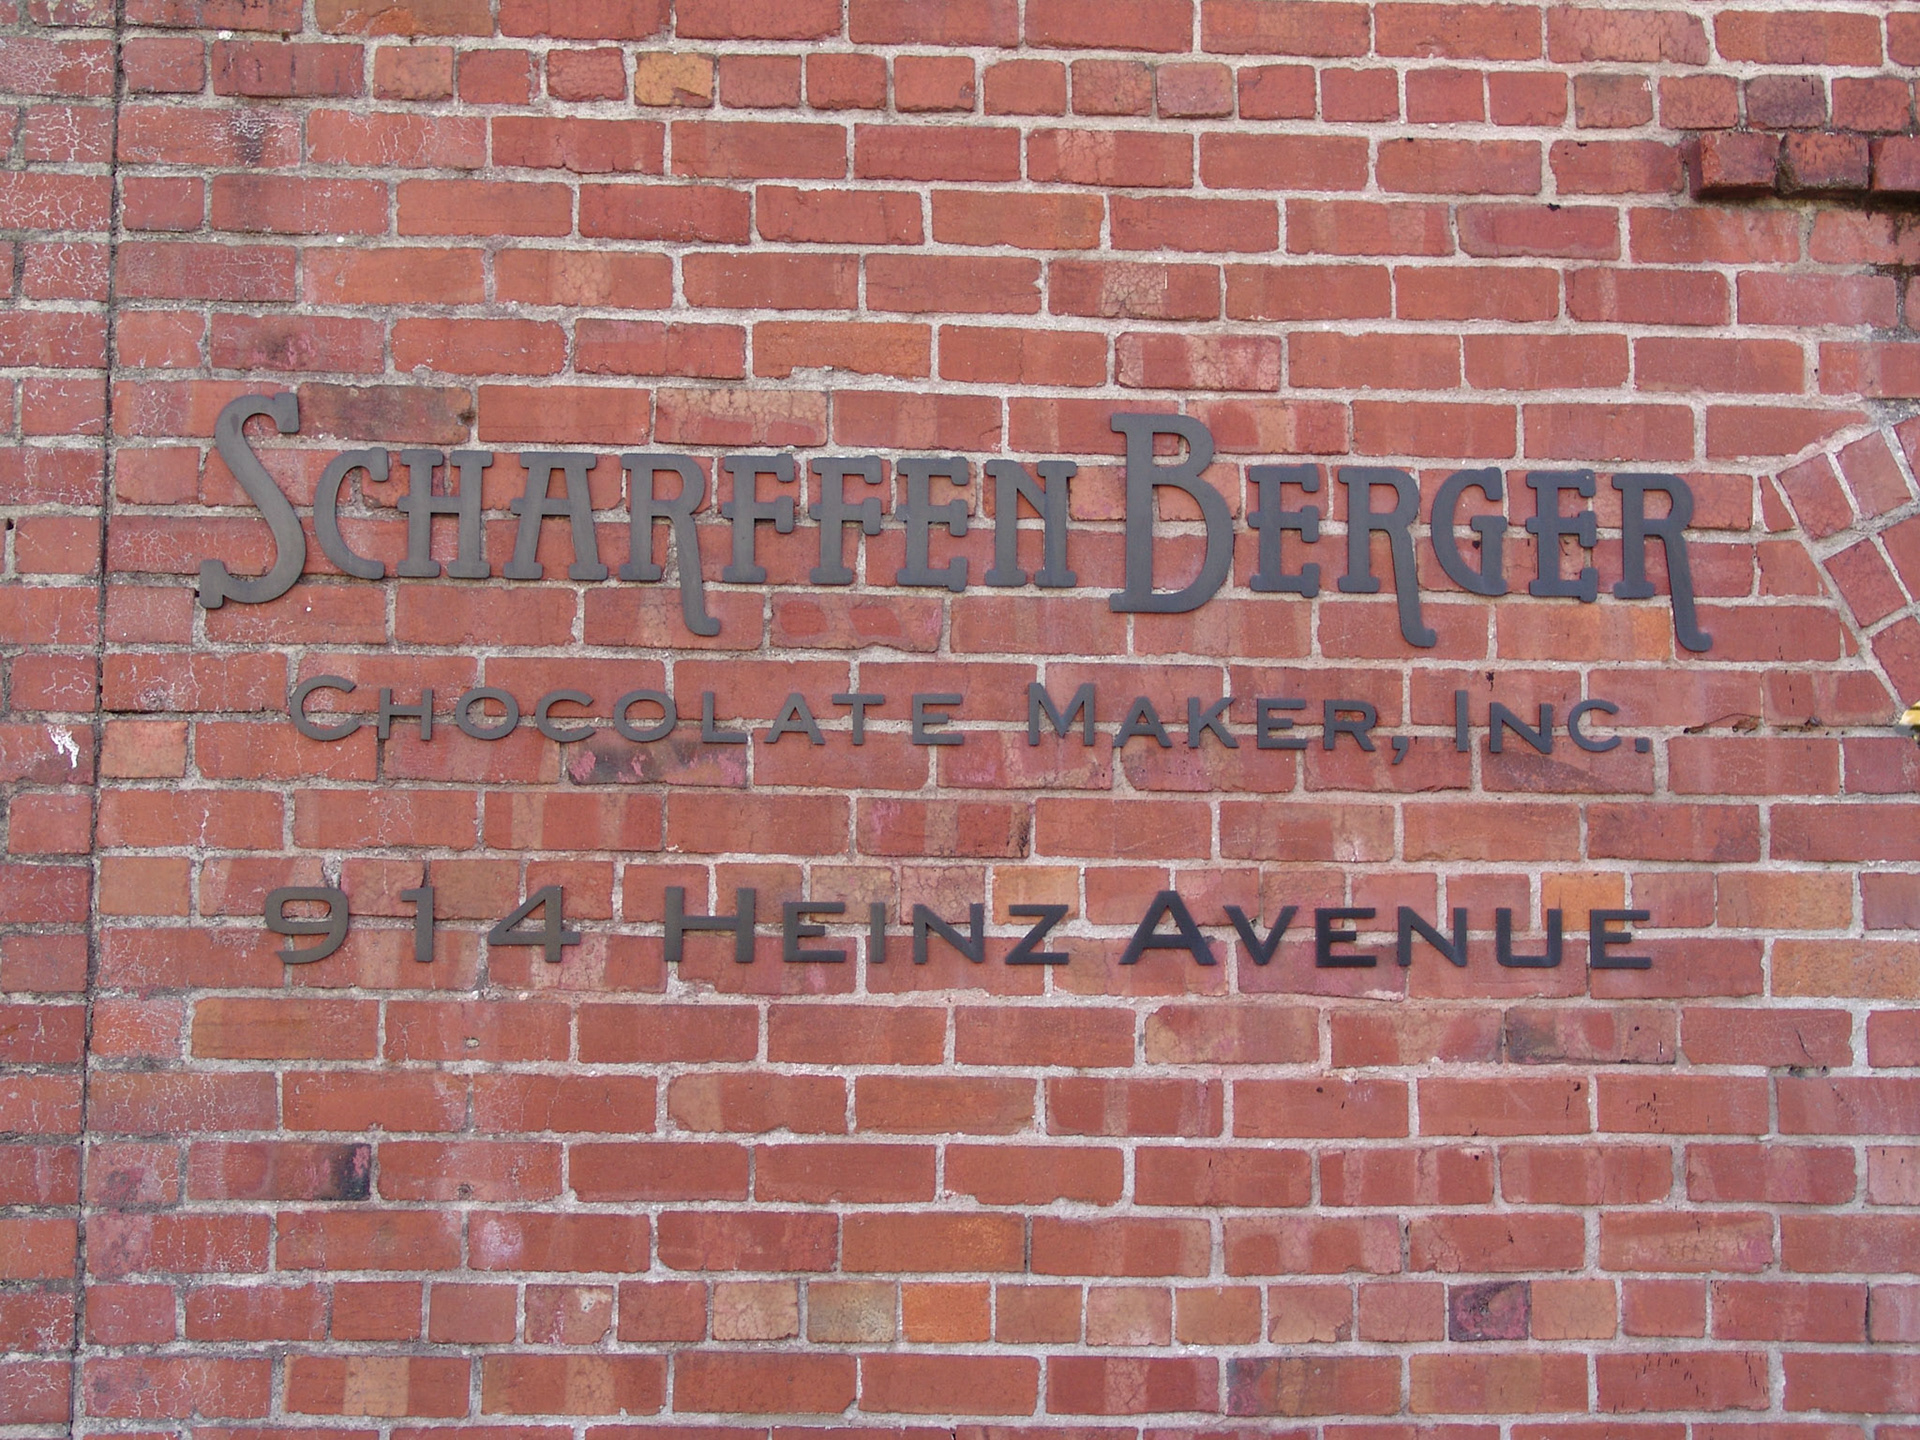 SCHARFFEN BERGER
CHOCOLATE MAKER, INC.
914 HEINZ AVENUE